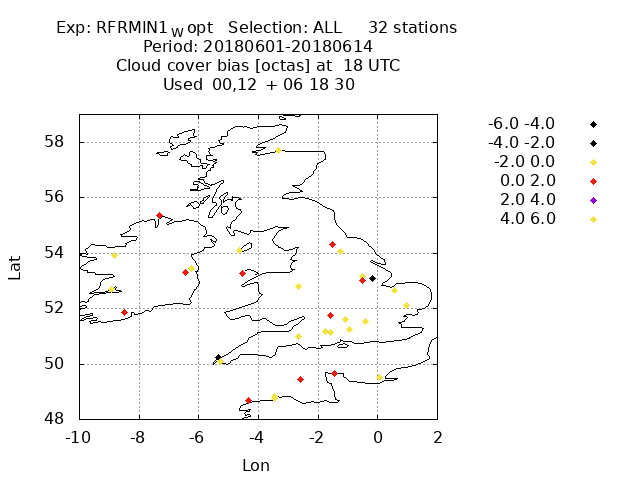 Exp: RFRMIN1_W opt Selection: ALL 32 stations
Period: 20180601-20180614
Cloud cover bias [octas] at 18 UTC
Used 00,12 + 06 18 30
-6.0 -4.0
-4.0 -2.0
-2.0 0.0
0.0 2.0
2.0 4.0
4.0 6.0
58
56
54
52
50
48
Lat
-10 -8 -6 -4 -2 0 2
Lon